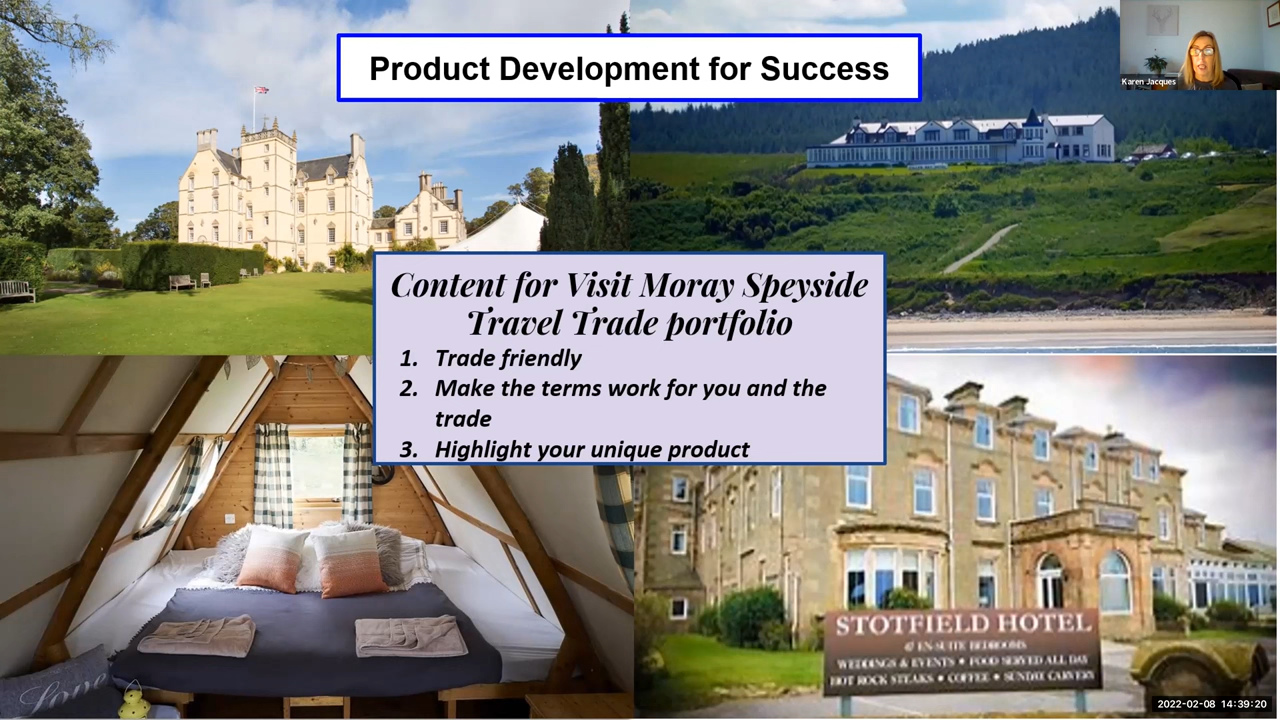 Product Development for Success
Karen Jacques
Content for Visit Moray Speyside
Travel Trade portfolio
1. Trade friendly
2. Make the terms work for you and the
trade
3. Highlight your unique product
STOTFIELD HOTEL
47 EN-SUITE BEDROOMS
WEDDINGS & EVENTS • FOOD SERVED ALL DAY
HOT ROCK STEAKS • COFFEE • SUNDAY CARVERY
Love
2022-02-08 14:39:20